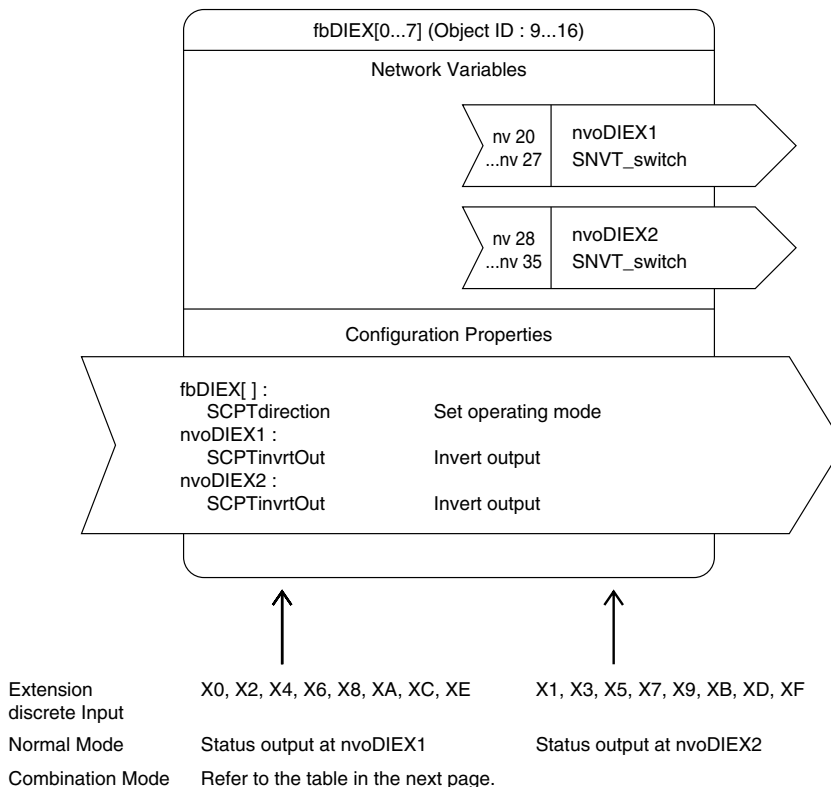 fbDIEX[0...7] (Object ID : 9...16)
Network Variables
nv 20
...nv 27
nvoDIEX1
SNVT_switch
nv 28
...nv 35
nvoDIEX2
SNVT_switch
Configuration Properties
fbDIEX[ ] :
SCPTdirection Set operating mode
nvoDIEX1 :
SCPTinvrtOut Invert output
nvoDIEX2 :
SCPTinvrtOut Invert output
Extension
discrete Input
X0, X2, X4, X6, X8, XA, XC, XE X1, X3, X5, X7, X9, XB, XD, XF
Normal Mode Status output at nvoDIEX1 Status output at nvoDIEX2
Combination Mode Refer to the table in the next page.